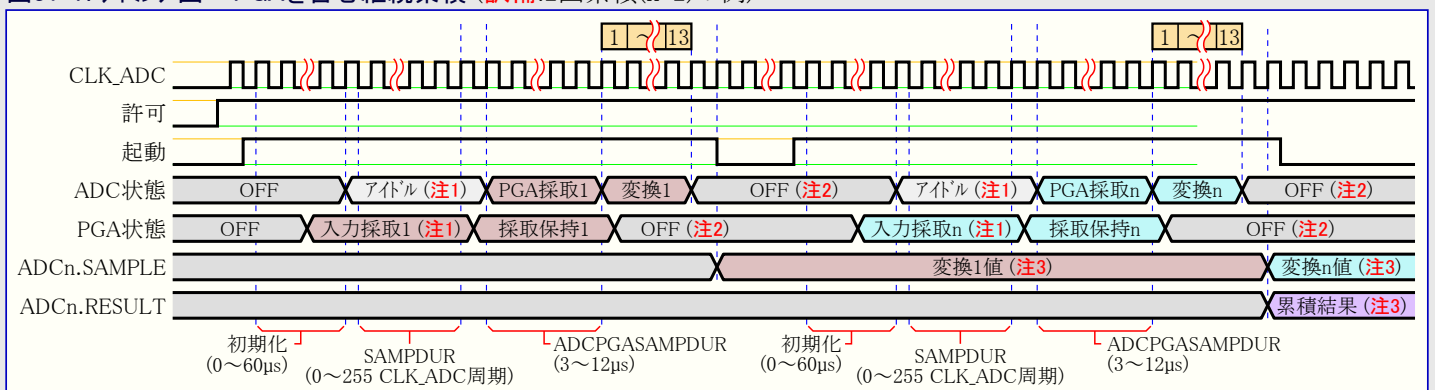 1 ～ 13 1 ～ 13
CLK_ADC
許可
起動
ADC状態 OFF ｱｲﾄﾞﾙ (注1) PGA採取1 変換1 OFF (注2) ｱｲﾄﾞﾙ (注1) PGA採取n 変換n OFF (注2)
PGA状態 OFF 入力採取1 (注1) 採取保持1 OFF (注2) 入力採取n (注1) 採取保持n OFF (注2)
ADCn.SAMPLE 変換1値 (注3) 変換n値 (注3)
ADCn.RESULT 累積結果 (注3)
初期化 ADCPGASAMPDUR 初期化 ADCPGASAMPDUR
(0～60μs) SAMPDUR (3～12μs) (0～60μs) SAMPDUR (3～12μs)
(0～255 CLK_ADC周期) (0～255 CLK_ADC周期)